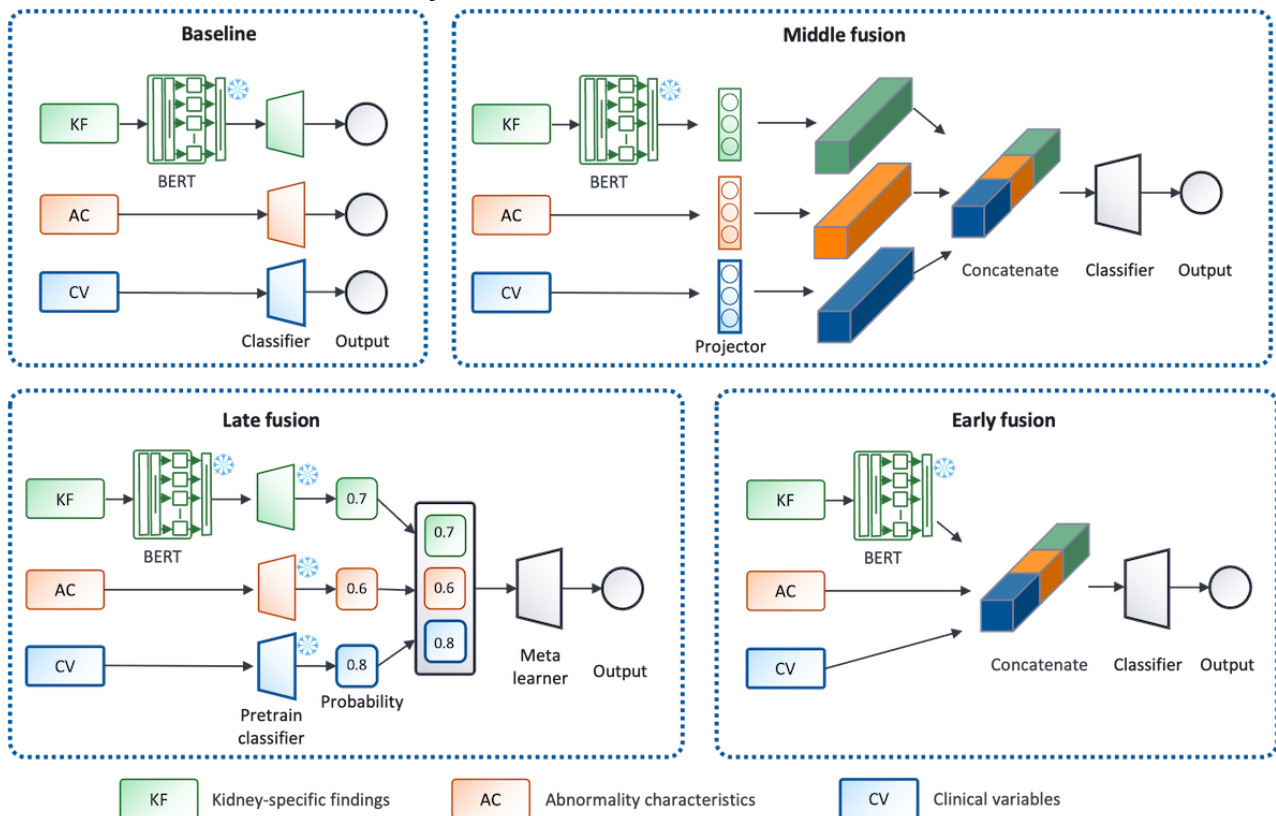 Baseline
KF
BERT
AC
CV
Classifier Output
Middle fusion
KF
BERT
AC
CV
Projector
Concatenate Classifier Output
Late fusion
KF
BERT
0.7
0.7
AC
0.6
0.6
CV
0.8
0.8
Pretrain
classifier
Probability
Meta
learner
Output
Early fusion
KF
BERT
AC
CV
Concatenate Classifier Output
KF Kidney-specific findings
AC Abnormality characteristics
CV Clinical variables